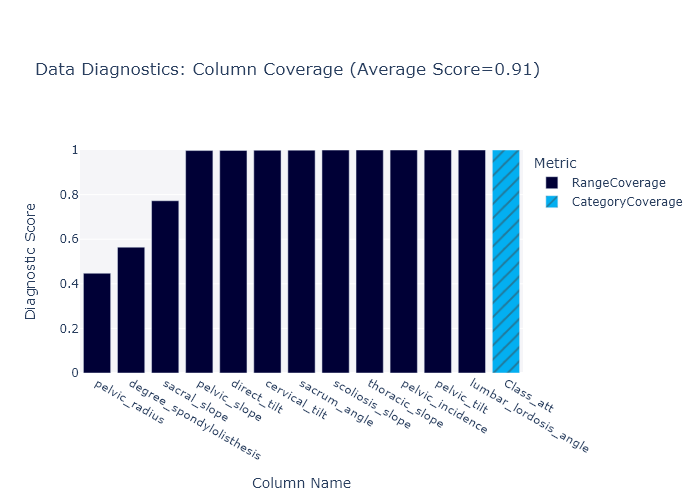 Data Diagnostics: Column Coverage (Average Score=0.91)
Metric
RangeCoverage
CategoryCoverage
Diagnostic Score
1
0.8
0.6
0.4
0.2
0
pelvic_radius
degree_spondylolisthesis
sacral_slope
pelvic_slope
direct_tilt
cervical_tilt
sacrum_angle
scoliosis_slope
thoracic_slope
pelvic_incidence
pelvic_tilt
lumbar_lordosis_angle
Class_att
Column Name